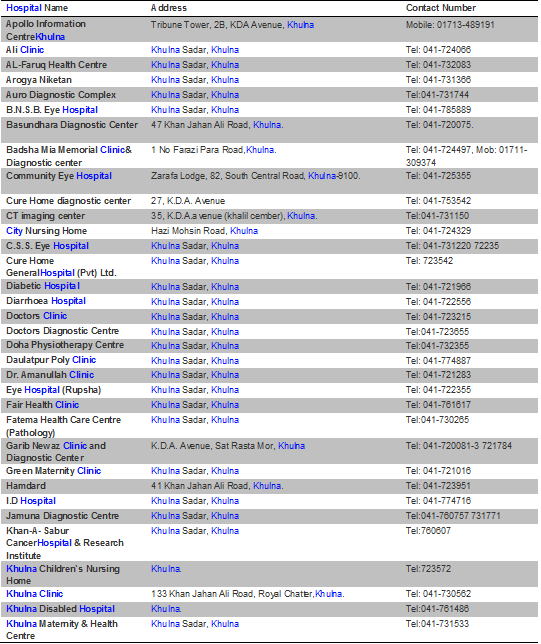 Hospital Name Address Contact Number
Apollo Information Tribune Tower, 2B, KDA Avenue, Khulna Mobile: 01713-489191
CentreKhulna
Ali Clinic Khulna Sadar, Khulna Tel: 041-724066
AL-Faruq Health Centre Khulna Sadar, Khulna Tel: 041-732083
Arogya Niketan Khulna Sadar, Khulna Tel: 041-731366
Auro Diagnostic Complex Khulna Sadar, Khulna Tel:041-731744
B.N.S.B. Eye Hospital Khulna Sadar, Khulna Tel: 041-785889
Basundhara Diagnostic Center 47 Khan Jahan Ali Road, Khulna. Tel: 041-720075.
Badsha Mia Memorial Clinic& 1 No Farazi Para Road,Khulna. Tel: 041-724497, Mob: 01711-
Diagnostic center 309374
Community Eye Hospital Zarafa Lodge, 82, South Central Road, Khulna-9100. Tel: 041-725355
Cure Home diagnostic center 27, K.D.A. Avenue Tel: 041-753542
CT imaging center 35, K.D.A.avenue (khalil cember), Khulna. Tel:041-731150
City Nursing Home Hazi Mohsin Road, Khulna Tel: 041-724329
C.S.S. Eye Hospital Khulna Sadar, Khulna Tel: 041-731220 72235
Cure Home Khulna Sadar, Khulna Tel: 723542
GeneralHospital (Pvt) Ltd.
Diabetic Hospital Khulna Sadar, Khulna Tel: 041-721966
Diarrhoea Hospital Khulna Sadar, Khulna Tel: 041-722556
Doctors Clinic Khulna Sadar, Khulna Tel: 041-723215
Doctors Diagnostic Centre Khulna Sadar, Khulna Tel:041-723655
Doha Physiotherapy Centre Khulna Sadar, Khulna Tel:041-732355
Daulatpur Poly Clinic Khulna Sadar, Khulna Tel: 041-774887
Dr. Amanullah Clinic Khulna Sadar, Khulna Tel: 041-721283
Eye Hospital (Rupsha) Khulna Sadar, Khulna Tel: 041-722355
Fair Health Clinic Khulna Sadar, Khulna Tel: 041-761617
Fatema Health Care Centre Khulna Sadar, Khulna Tel: 041-730265
(Pathology)
Garib Newaz Clinic and K.D.A. Avenue, Sat Rasta Mor, Khulna Tel: 041-720081-3 721784
Diagnostic Center
Green Maternity Clinic Khulna Sadar, Khulna Tel: 041-721016
Hamdard 41 Khan Jahan Ali Road, Khulna. Tel: 041-723951
I.D Hospital Khulna Sadar, Khulna Tel: 041-774716
Jamuna Diagnostic Centre Khulna Sadar, Khulna Tel:041-760757 731771
Khan-A- Sabur Khulna Sadar, Khulna Tel:760607
CancerHospital & Research
Institute
Khulna Children's Nursing Khulna. Tel:723572
Home
Khulna Clinic 133 Khan Jahan Ali Road, Royal Chatter,Khulna. Tel: 041-730562
Khulna Disabled Hospital Khulna. Tel:041-761486
Khulna Maternity & Health Khulna Sadar, Khulna Tel:041-731533
Centre